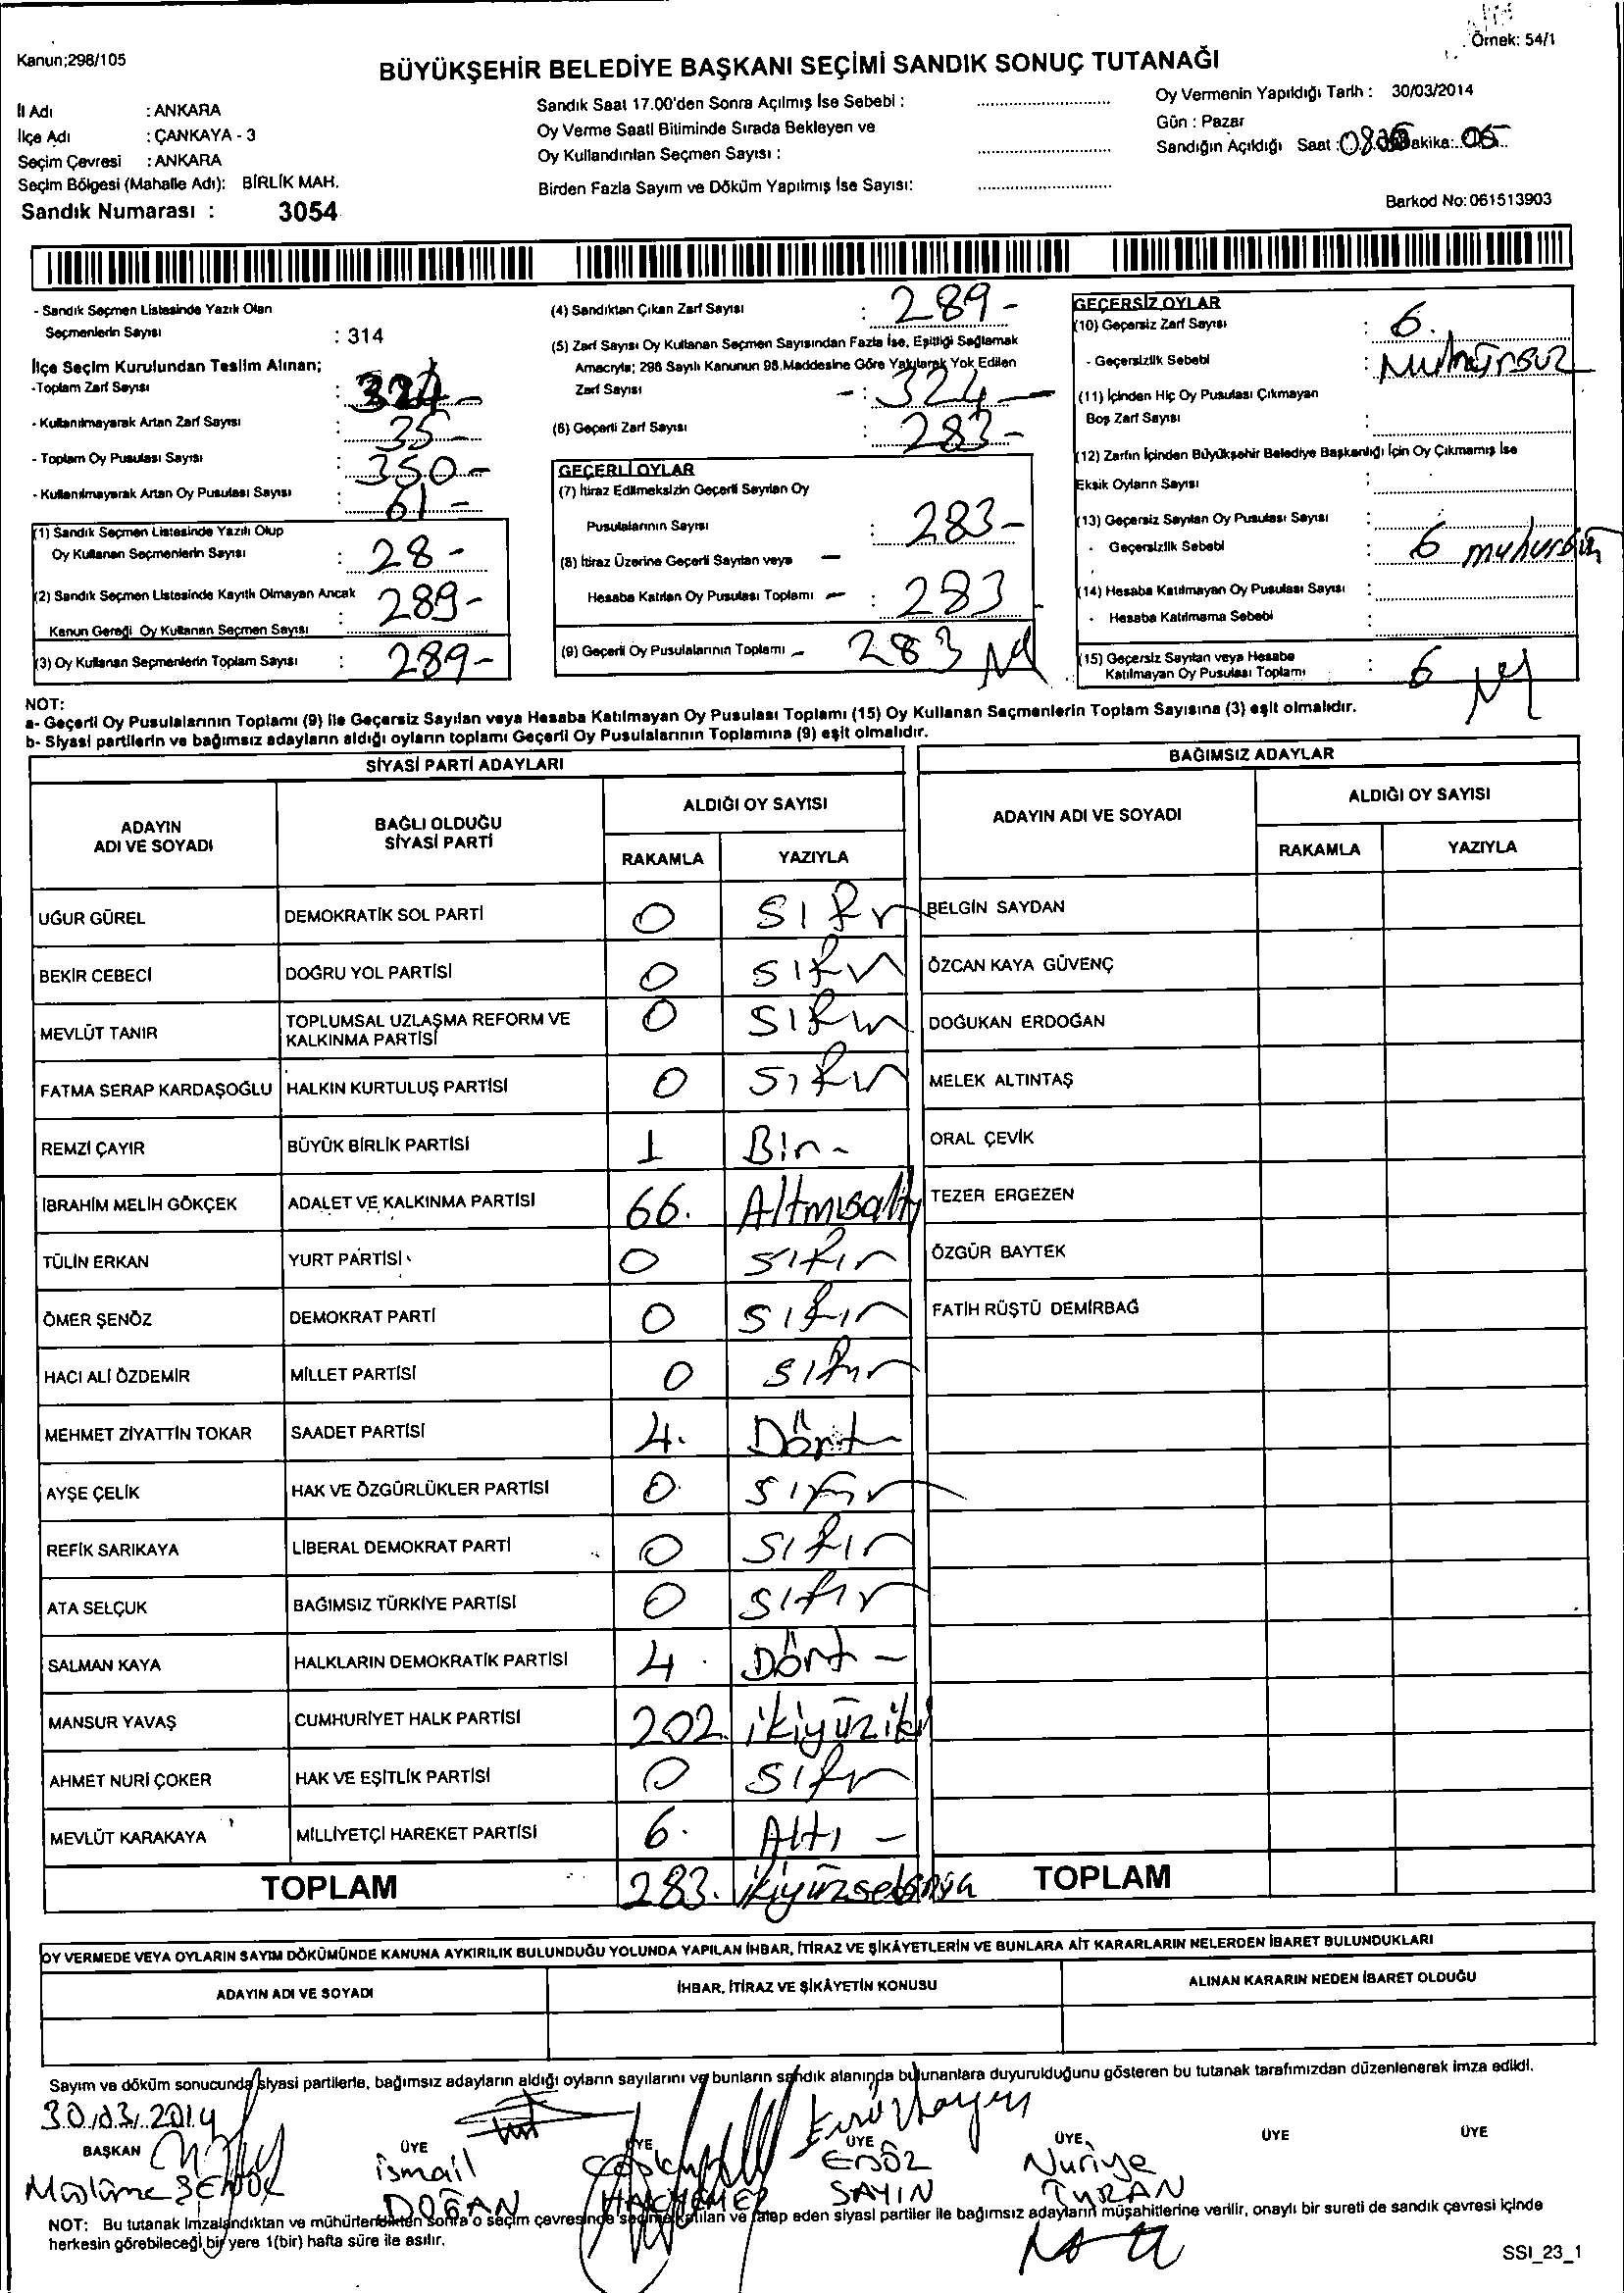 Örnek: 54/1
Kanun;298/105
BÜYÜKŞEHİR BELEDİYE BAŞKANI SEÇİMİ SANDIK SONUÇ TUTANAĞI
İl Adı : ANKARA
İlçe Adı : ÇANKAYA - 3
Seçim Çevresi : ANKARA
Seçim Bölgesi (Mahalle Adı): BİRLİK MAH.
Sandık Numarası : 3054
Sandık Saat 17.00'den Sonra Açılmış İse Sebebi :
Oy Verme Saati Bitiminde Sırada Bekleyen ve
Oy Kullandırılan Seçmen Sayısı :
Birden Fazla Sayım ve Döküm Yapılmış İse Sayısı:
Oy Vermenin Yapıldığı Tarih : 30/03/2014
Gün : Pazar
Sandığın Açıldığı Saat : Dakika: 05
Barkod No: 061513903
- Sandık Seçmen Listesinde Yazılı Olan
Seçmenlerin Sayısı : 314
İlçe Seçim Kurulundan Teslim Alınan;
-Toplam Zarf Sayısı : 324 -
- Kullanılmayarak Artan Zarf Sayısı : 35 -
- Toplam Oy Pusulası Sayısı : 350 -
- Kullanılmayarak Artan Oy Pusulası Sayısı : 61 -
(1) Sandık Seçmen Listesinde Yazılı Olup
Oy Kullanan Seçmenlerin Sayısı : 28 -
(2) Sandık Seçmen Listesinde Kayıtlı Olmayan Ancak
Kanun Gereği Oy Kullanan Seçmen Sayısı : 289 -
(3) Oy Kullanan Seçmenlerin Toplam Sayısı : 289 -
(4) Sandıktan Çıkan Zarf Sayısı : 289 -
(5) Zarf Sayısı Oy Kullanan Seçmen Sayısından Fazla İse, Eşitliği Sağlamak
Amacıyla; 298 Sayılı Kanunun 98.Maddesine Göre Yakılarak Yok Edilen
Zarf Sayısı - : 324 -
(6) Geçerli Zarf Sayısı : 283 -
GEÇERLİ OYLAR
(7) İtiraz Edilmeksizin Geçerli Sayılan Oy
Pusulalarının Sayısı : 283 -
(8) İtiraz Üzerine Geçerli Sayılan veya -
Hesaba Katılan Oy Pusulası Toplamı - : 283
(9) Geçerli Oy Pusulalarının Toplamı - 283
GEÇERSİZ OYLAR
(10) Geçersiz Zarf Sayısı : 6.
- Geçersizlik Sebebi :
(11) İçinden Hiç Oy Pusulası Çıkmayan
Boş Zarf Sayısı :
(12) Zarfın İçinden Büyükşehir Belediye Başkanlığı İçin Oy Çıkmamış İse
Eksik Oyların Sayısı :
(13) Geçersiz Sayılan Oy Pusulası Sayısı :
- Geçersizlik Sebebi : 6
(14) Hesaba Katılmayan Oy Pusulası Sayısı :
- Hesaba Katılmama Sebebi :
(15) Geçersiz Sayılan veya Hesaba
Katılmayan Oy Pusulası Toplamı : 6
NOT:
a- Geçerli Oy Pusulalarının Toplamı (9) ile Geçersiz Sayılan veya Hesaba Katılmayan Oy Pusulası Toplamı (15) Oy Kullanan Seçmenlerin Toplam Sayısına (3) eşit olmalıdır.
b- Siyasi partilerin ve bağımsız adayların aldığı oyların toplamı Geçerli Oy Pusulalarının Toplamına (9) eşit olmalıdır.
SİYASİ PARTİ ADAYLARI
ADAYIN ADI VE SOYADI
BAĞLI OLDUĞU SİYASİ PARTİ
ALDIĞI OY SAYISI
RAKAMLA YAZIYLA
UĞUR GÜREL DEMOKRATİK SOL PARTİ 0 Sıfır
BEKİR CEBECİ DOĞRU YOL PARTİSİ 0 Sıfır
MEVLÜT TANIR TOPLUMSAL UZLAŞMA REFORM VE KALKINMA PARTİSİ 0 Sıfır
FATMA SERAP KARDAŞOĞLU HALKIN KURTULUŞ PARTİSİ 0 Sıfır
REMZİ ÇAYIR BÜYÜK BİRLİK PARTİSİ 1 Bir -
İBRAHİM MELİH GÖKÇEK ADALET VE KALKINMA PARTİSİ 66. Altmışaltı
TÜLİN ERKAN YURT PARTİSİ 0 sıfır
ÖMER ŞENÖZ DEMOKRAT PARTİ 0 sıfır
HACI ALİ ÖZDEMİR MİLLET PARTİSİ 0 sıfır
MEHMET ZİYATTİN TOKAR SAADET PARTİSİ 4. Dört -
AYŞE ÇELİK HAK VE ÖZGÜRLÜKLER PARTİSİ 0 sıfır
REFİK SARIKAYA LİBERAL DEMOKRAT PARTİ 0 sıfır
ATA SELÇUK BAĞIMSIZ TÜRKİYE PARTİSİ 0 sıfır
SALMAN KAYA HALKLARIN DEMOKRATİK PARTİSİ 4. Dört -
MANSUR YAVAŞ CUMHURİYET HALK PARTİSİ 202. ikiyüziki
AHMET NURİ ÇOKER HAK VE EŞİTLİK PARTİSİ 0 Sıfır
MEVLÜT KARAKAYA MİLLİYETÇİ HAREKET PARTİSİ 6. Altı -
TOPLAM 283.
BAĞIMSIZ ADAYLAR
ADAYIN ADI VE SOYADI
ALDIĞI OY SAYISI
RAKAMLA YAZIYLA
BELGİN SAYDAN
ÖZCAN KAYA GÜVENÇ
DOĞUKAN ERDOĞAN
MELEK ALTINTAŞ
ORAL ÇEVİK
TEZER ERGEZEN
ÖZGÜR BAYTEK
FATİH RÜŞTÜ DEMİRBAĞ
TOPLAM
OY VERMEDE VEYA OYLARIN SAYIM DÖKÜMÜNDE KANUNA AYKIRILIK BULUNDUĞU YOLUNDA YAPILAN İHBAR, İTİRAZ VE ŞİKÂYETLERİN VE BUNLARA AİT KARARLARIN NELERDEN İBARET BULUNDUKLARI
ADAYIN ADI VE SOYADI
İHBAR, İTİRAZ VE ŞİKÂYETİN KONUSU
ALINAN KARARIN NEDEN İBARET OLDUĞU
Sayım ve döküm sonucunda siyasi partilerle, bağımsız adayların aldığı oyların sayılarını ve bunların sandık alanında bulunanlara duyurulduğunu gösteren bu tutanak tarafımızdan düzenlenerek imza edildi.
30/03/2014
BAŞKAN ÜYE ÜYE ÜYE ÜYE ÜYE ÜYE
ismail DOĞAN
ERSÖZ SAYIN
Nuriye TURAN
NOT: Bu tutanak imzalandıktan ve mühürlendikten sonra o seçim çevresinde seçime katılan ve talep eden siyasi partiler ile bağımsız adayların müşahitlerine verilir, onaylı bir sureti de sandık çevresi içinde
herkesin görebileceği bir yere 1(bir) hafta süre ile asılır.
SSI_23_1